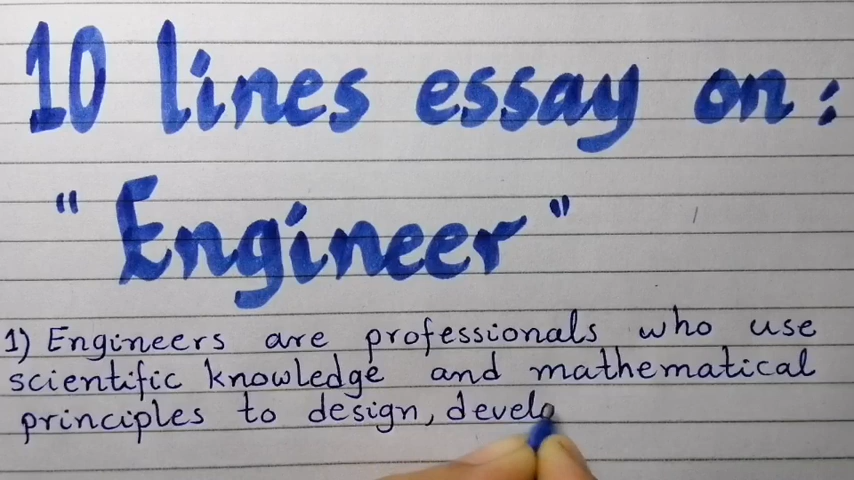 10 lines essay on :
"Engineer"
1) Engineers are professionals who use
scientific knowledge and mathematical
principles to design, develo